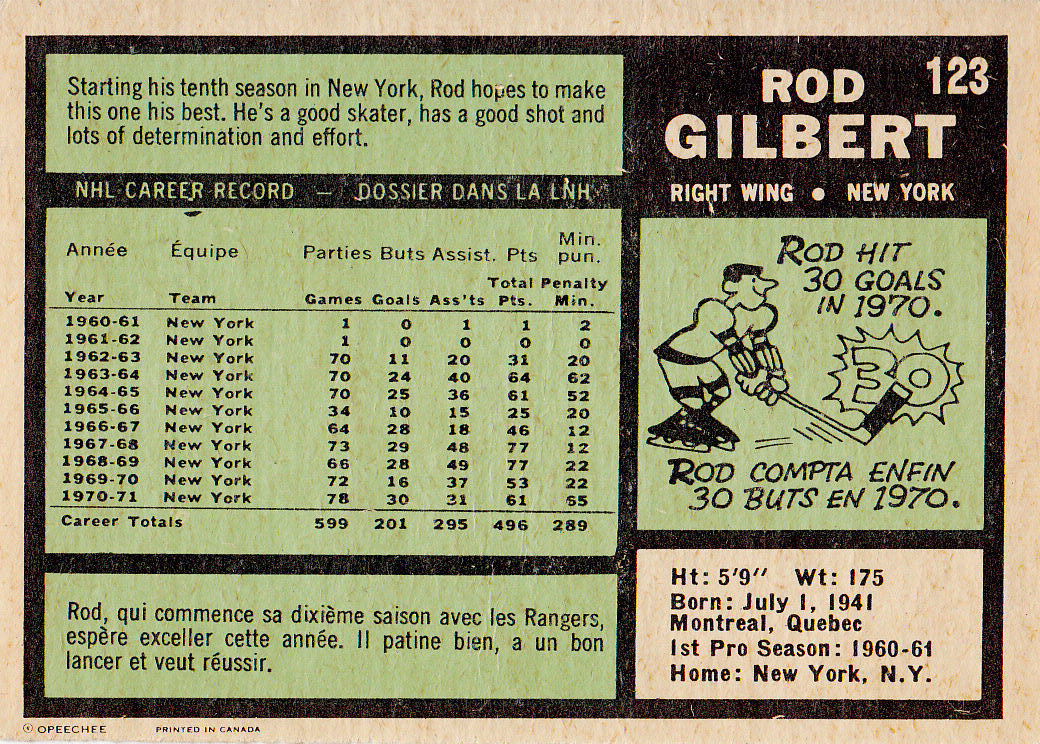 Starting his tenth season in New York, Rod hopes to make
this one his best. He's a good skater, has a good shot and
lots of determination and effort.
123
ROD
GILBERT
RIGHT WING ● NEW YORK
NHL CAREER RECORD — DOSSIER DANS LA LNH
Année Équipe Parties Buts Assist. Pts Min. pun.
Year Team Games Goals Ass'ts Total Pts. Penalty Min.
1960-61 New York 1 0 1 1 2
1961-62 New York 1 0 0 0 0
1962-63 New York 70 11 20 31 20
1963-64 New York 70 24 40 64 62
1964-65 New York 70 25 36 61 52
1965-66 New York 34 10 15 25 20
1966-67 New York 64 28 18 46 12
1967-68 New York 73 29 48 77 12
1968-69 New York 66 28 49 77 22
1969-70 New York 72 16 37 53 22
1970-71 New York 78 30 31 61 65
Career Totals 599 201 295 496 289
Rod, qui commence sa dixième saison avec les Rangers,
espère exceller cette année. Il patine bien, a un bon
lancer et veut réussir.
ROD HIT
30 GOALS
IN 1970.
30
ROD COMPTA ENFIN
30 BUTS EN 1970.
Ht: 5'9" Wt: 175
Born: July 1, 1941
Montreal, Quebec
1st Pro Season: 1960-61
Home: New York, N.Y.
© OPEECHEE PRINTED IN CANADA